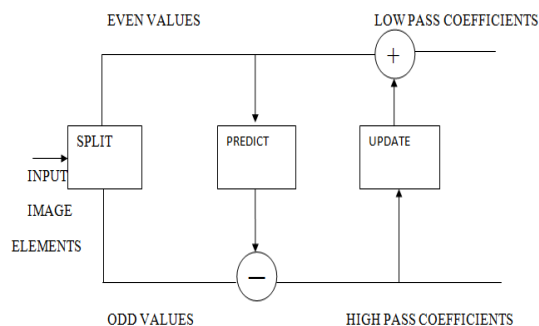 EVEN VALUES
LOW PASS COEFFICIENTS
+
SPLIT
PREDICT
UPDATE
INPUT
IMAGE
ELEMENTS
−
ODD VALUES
HIGH PASS COEFFICIENTS